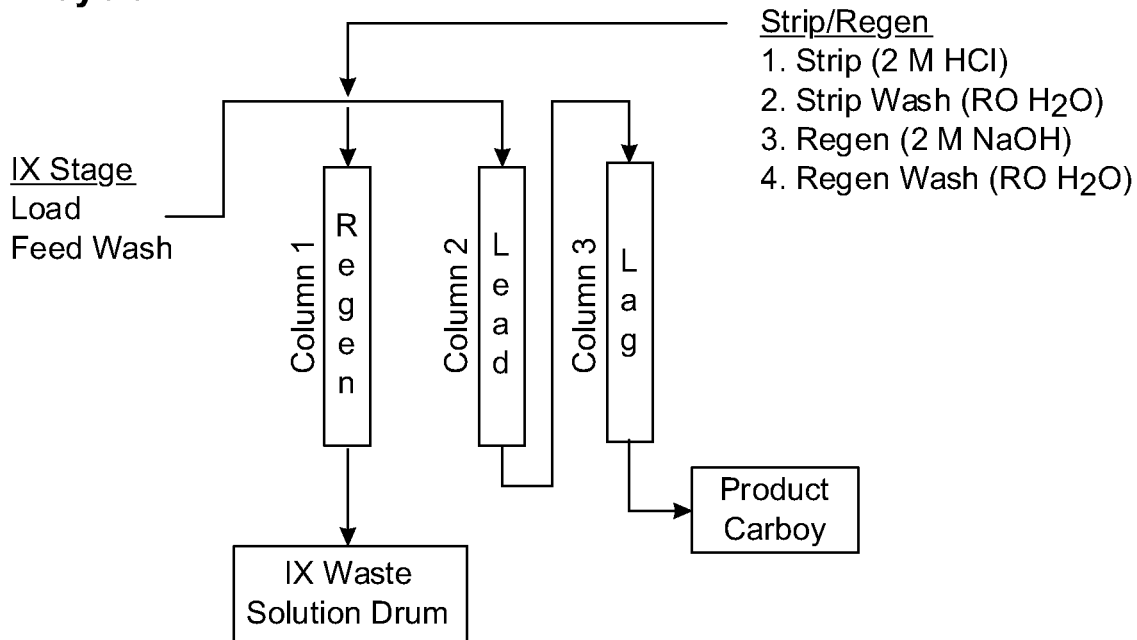 Strip/Regen
1. Strip (2 M HCl)
2. Strip Wash (RO H2O)
3. Regen (2 M NaOH)
4. Regen Wash (RO H2O)
IX Stage
Load
Feed Wash
Column 1
Regen
Column 2
Lead
Column 3
Lag
Product
Carboy
IX Waste
Solution Drum